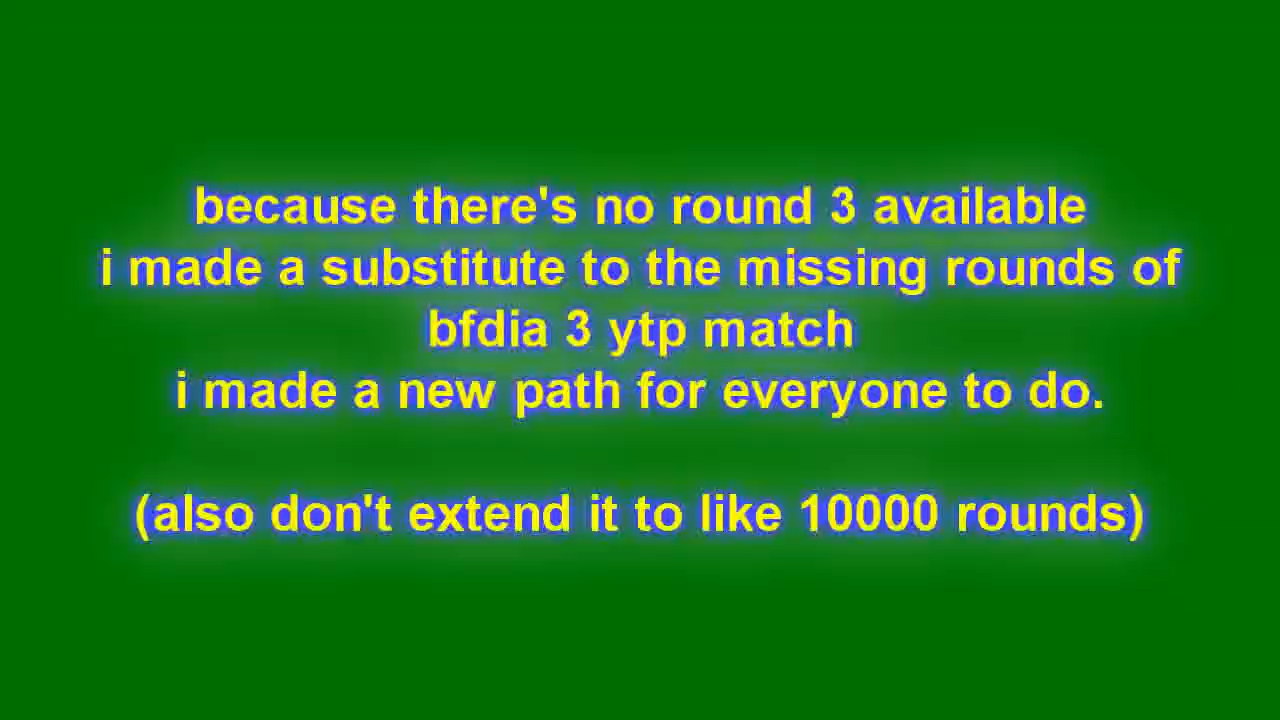 because there's no round 3 available
i made a substitute to the missing rounds of
bfdia 3 ytp match
i made a new path for everyone to do.
(also don't extend it to like 10000 rounds)